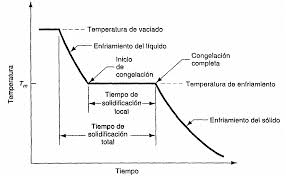 Temperatura de vaciado
Enfriamiento del líquido
Inicio
de
congelación
Congelación
completa
Temperatura
Tm
Temperatura de enfriamiento
Tiempo de
solidificación
local
Tiempo de
solidificación
total
Enfriamiento del sólido
Tiempo